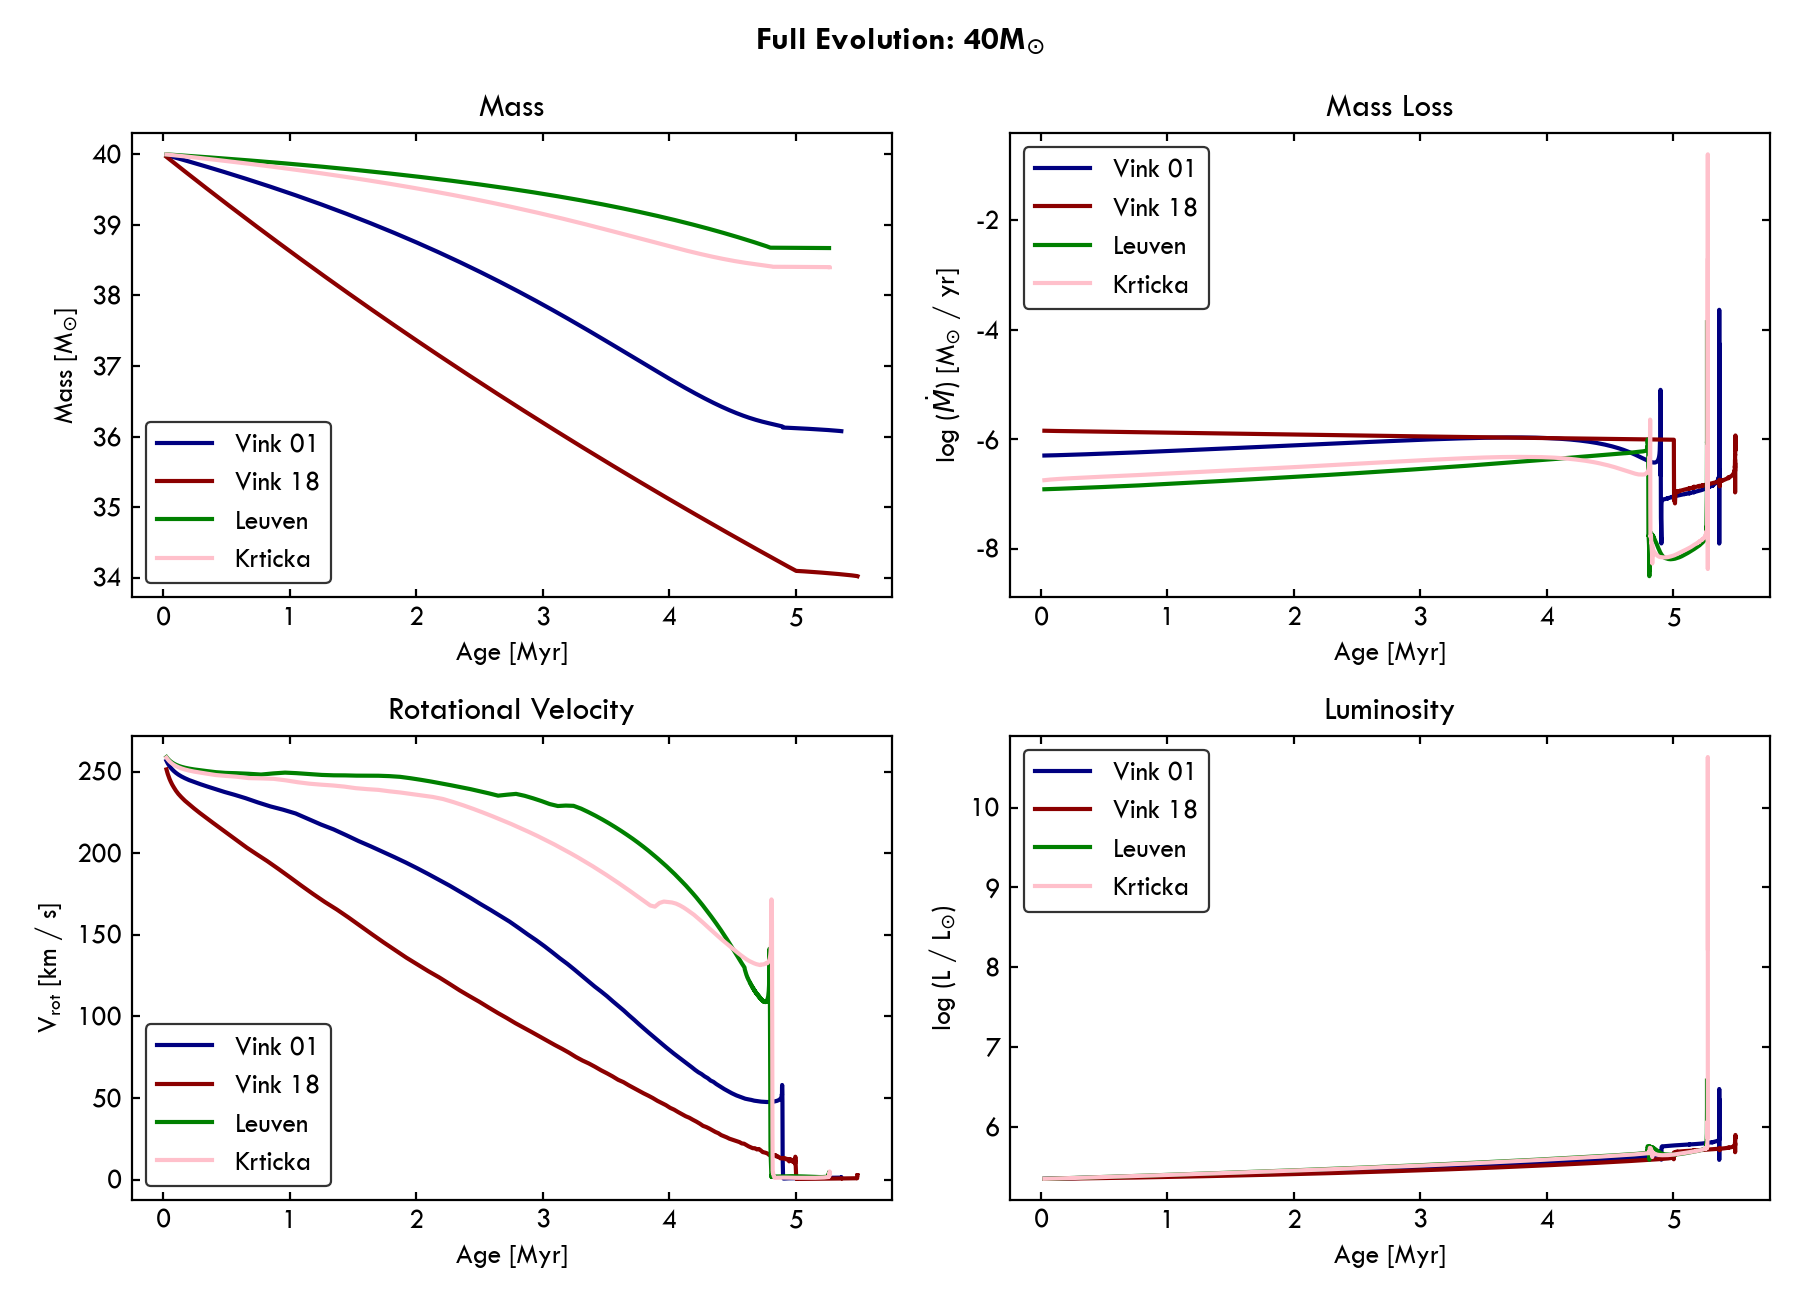 Full Evolution: 40M⊙
Mass
40
39
38
37
36
35
34
Mass [M⊙]
Vink 01
Vink 18
Leuven
Krticka
0 1 2 3 4 5
Age [Myr]
Mass Loss
-2
-4
-6
-8
log (Ṁ) [M⊙ / yr]
Vink 01
Vink 18
Leuven
Krticka
0 1 2 3 4 5
Age [Myr]
Rotational Velocity
250
200
150
100
50
0
Vrot [km / s]
Vink 01
Vink 18
Leuven
Krticka
0 1 2 3 4 5
Age [Myr]
Luminosity
10
9
8
7
6
log (L / L⊙)
Vink 01
Vink 18
Leuven
Krticka
0 1 2 3 4 5
Age [Myr]